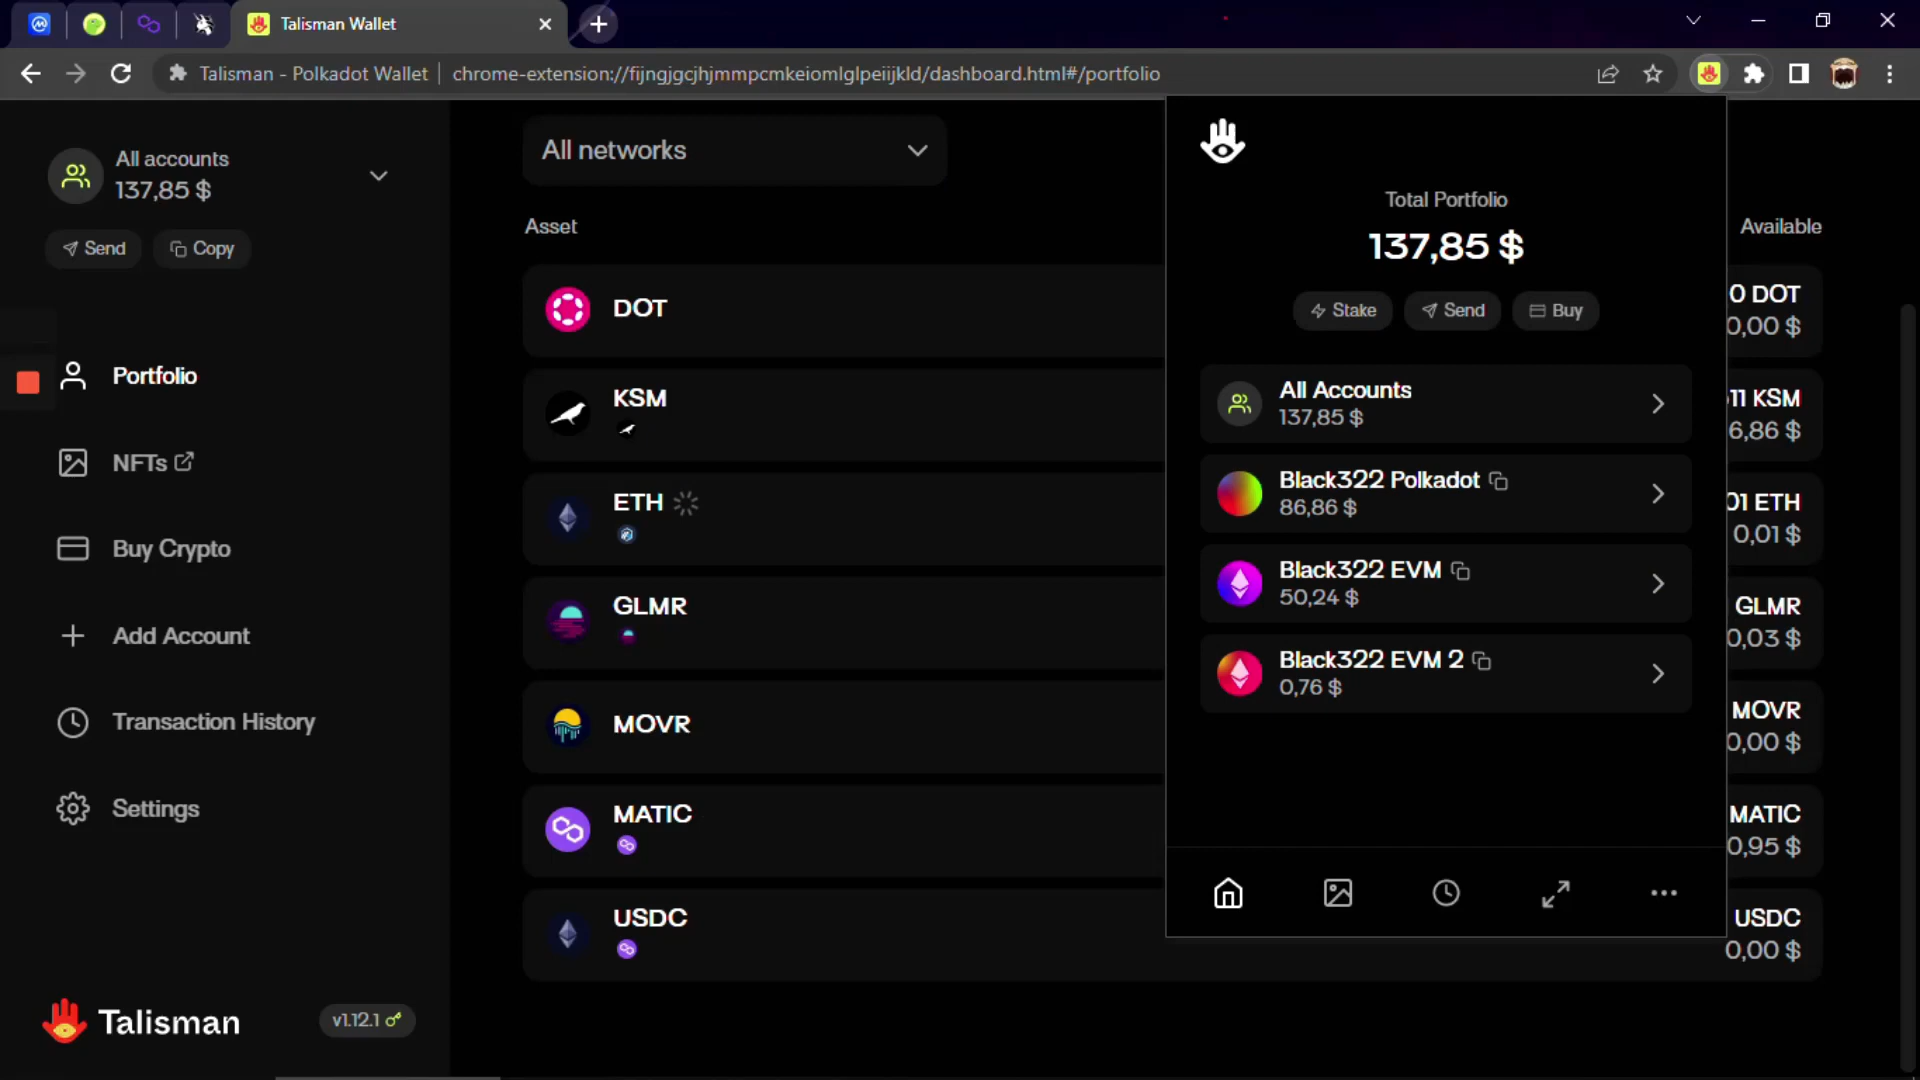 Talisman Wallet
Talisman - Polkadot Wallet
chrome-extension://fijngjgcjhjmmpcmkeiomlglpeiijkld/dashboard.html#/portfolio
All accounts
137,85 $
Send
Copy
Portfolio
NFTs
Buy Crypto
Add Account
Transaction History
Settings
Talisman
v1.12.1
All networks
Asset
Available
DOT
0 DOT
0,00 $
KSM
11 KSM
6,86 $
ETH
01 ETH
0,01 $
GLMR
GLMR
0,03 $
MOVR
MOVR
0,00 $
MATIC
MATIC
0,95 $
USDC
USDC
0,00 $
Total Portfolio
137,85 $
Stake
Send
Buy
All Accounts
137,85 $
Black322 Polkadot
86,86 $
Black322 EVM
50,24 $
Black322 EVM 2
0,76 $